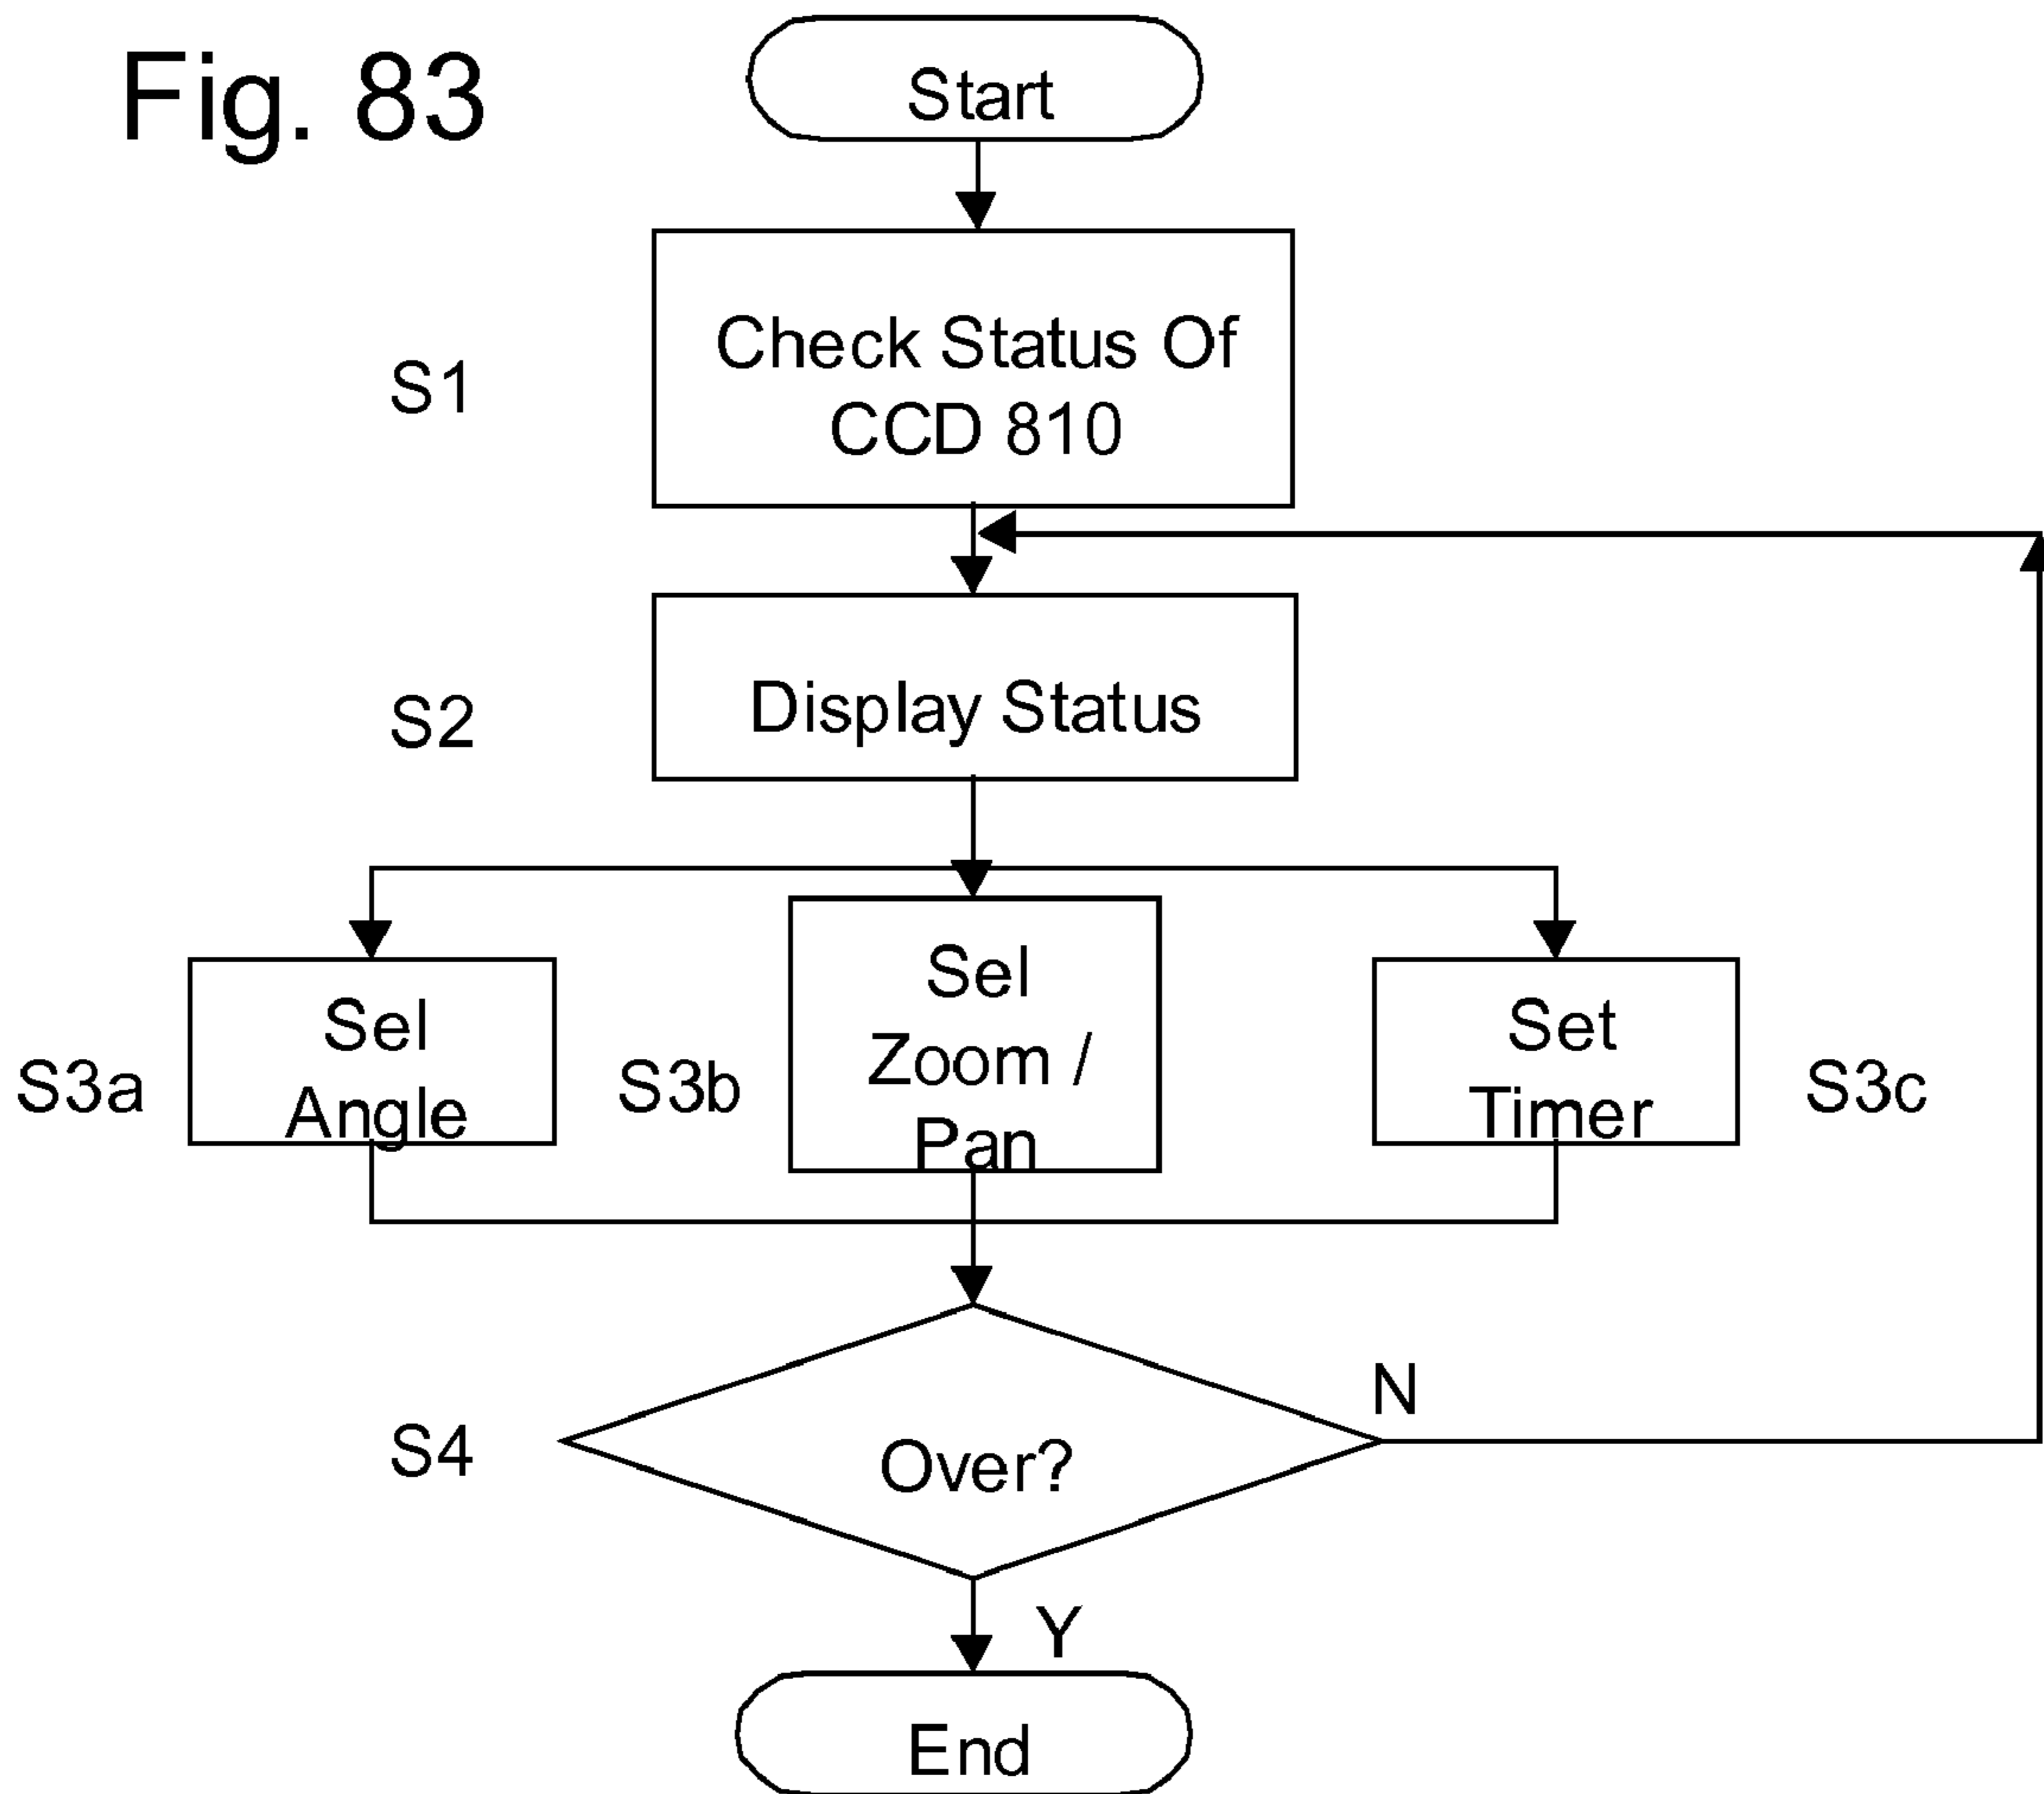 Fig. 83
Start
S1
Check Status Of
CCD 810
S2
Display Status
S3a
Sel
Angle
S3b
Sel
Zoom /
Pan
Set
Timer
S3c
S4
Over?
N
Y
End